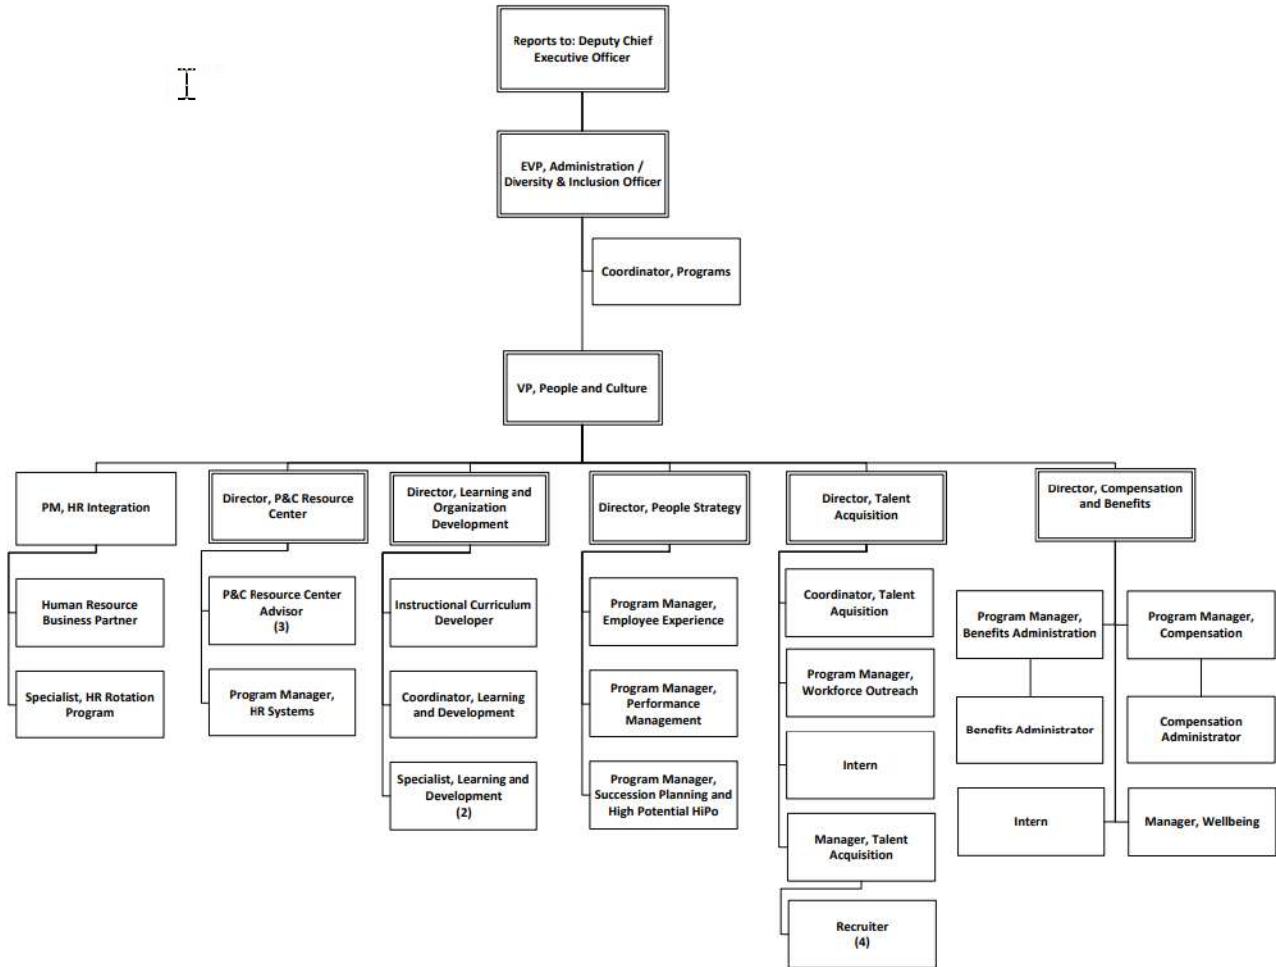 Reports to: Deputy Chief
Executive Officer
EVP, Administration /
Diversity & Inclusion Officer
Coordinator, Programs
VP, People and Culture
PM, HR Integration
Human Resource
Business Partner
Specialist, HR Rotation
Program
Director, P&C Resource
Center
P&C Resource Center
Advisor
(3)
Program Manager,
HR Systems
Director, Learning and
Organization
Development
Instructional Curriculum
Developer
Coordinator, Learning
and Development
Specialist, Learning and
Development
(2)
Director, People Strategy
Program Manager,
Employee Experience
Program Manager,
Performance
Management
Program Manager,
Succession Planning and
High Potential HiPo
Director, Talent
Acquisition
Coordinator, Talent
Aquisition
Program Manager,
Workforce Outreach
Intern
Manager, Talent
Acquisition
Recruiter
(4)
Director, Compensation
and Benefits
Program Manager,
Benefits Administration
Benefits Administrator
Intern
Program Manager,
Compensation
Compensation
Administrator
Manager, Wellbeing